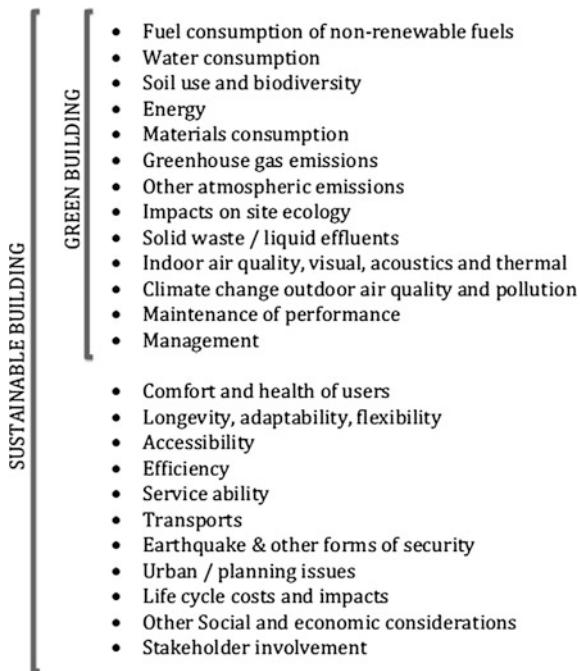 SUSTAINABLE BUILDING
GREEN BUILDING
• Fuel consumption of non-renewable fuels
• Water consumption
• Soil use and biodiversity
• Energy
• Materials consumption
• Greenhouse gas emissions
• Other atmospheric emissions
• Impacts on site ecology
• Solid waste / liquid effluents
• Indoor air quality, visual, acoustics and thermal
• Climate change outdoor air quality and pollution
• Maintenance of performance
• Management
• Comfort and health of users
• Longevity, adaptability, flexibility
• Accessibility
• Efficiency
• Service ability
• Transports
• Earthquake & other forms of security
• Urban / planning issues
• Life cycle costs and impacts
• Other Social and economic considerations
• Stakeholder involvement